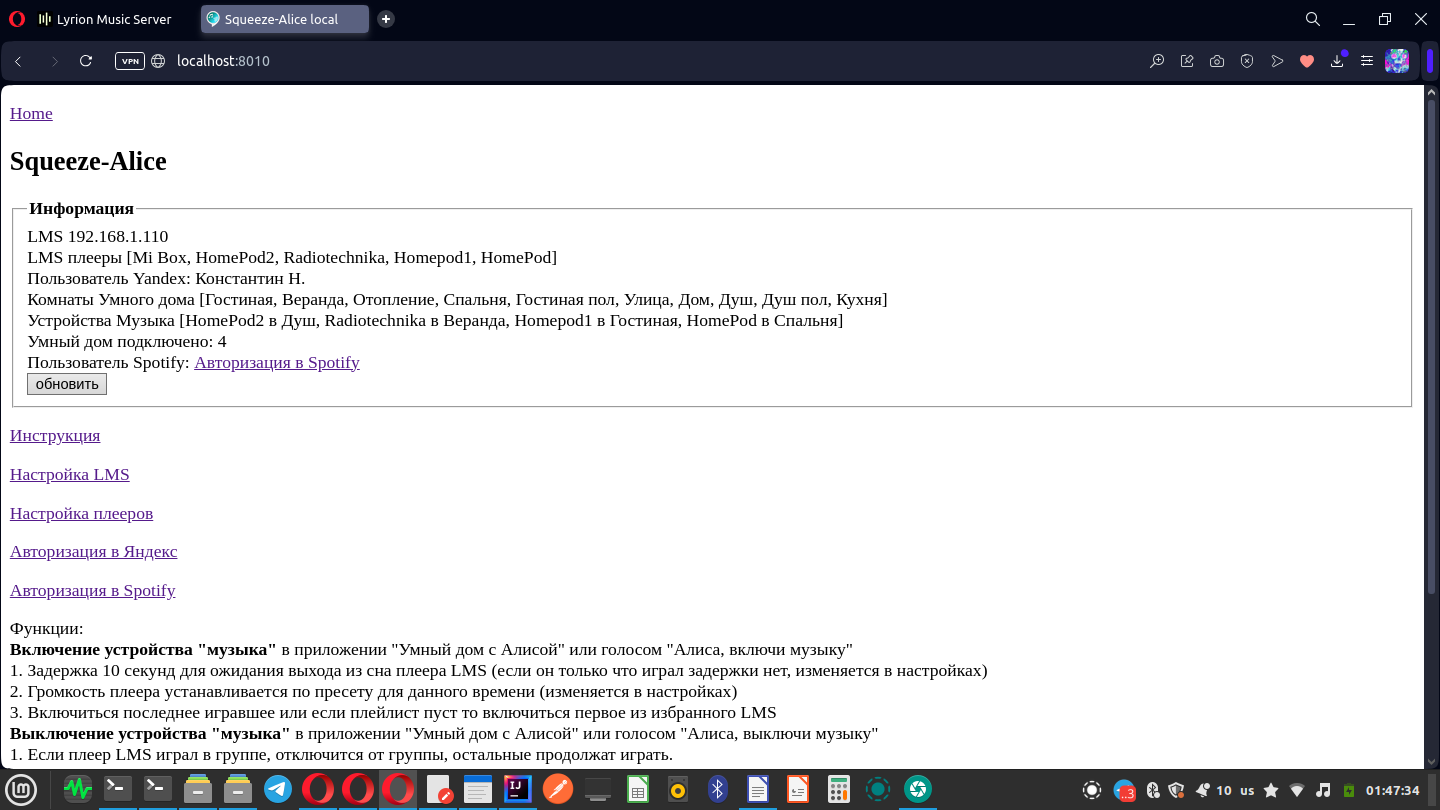 Lyrion Music Server
Squeeze-Alice local
VPN
localhost:8010
Home
Squeeze-Alice
Информация
LMS 192.168.1.110
LMS плееры [Mi Box, HomePod2, Radiotechnika, Homepod1, HomePod]
Пользователь Yandex: Константин Н.
Комнаты Умного дома [Гостиная, Веранда, Отопление, Спальня, Гостиная пол, Улица, Дом, Душ, Душ пол, Кухня]
Устройства Музыка [HomePod2 в Душ, Radiotechnika в Веранда, Homepod1 в Гостиная, HomePod в Спальня]
Умный дом подключено: 4
Пользователь Spotify: Авторизация в Spotify
обновить
Инструкция
Настройка LMS
Настройка плееров
Авторизация в Яндекс
Авторизация в Spotify
Функции:
Включение устройства "музыка" в приложении "Умный дом с Алисой" или голосом "Алиса, включи музыку"
1. Задержка 10 секунд для ожидания выхода из сна плеера LMS (если он только что играл задержки нет, изменяется в настройках)
2. Громкость плеера устанавливается по пресету для данного времени (изменяется в настройках)
3. Включиться последнее игравшее или если плейлист пуст то включиться первое из избранного LMS
Выключение устройства "музыка" в приложении "Умный дом с Алисой" или голосом "Алиса, выключи музыку"
1. Если плеер LMS играл в группе, отключится от группы, остальные продолжат играть.
IJ
..3
10 us 01:47:34